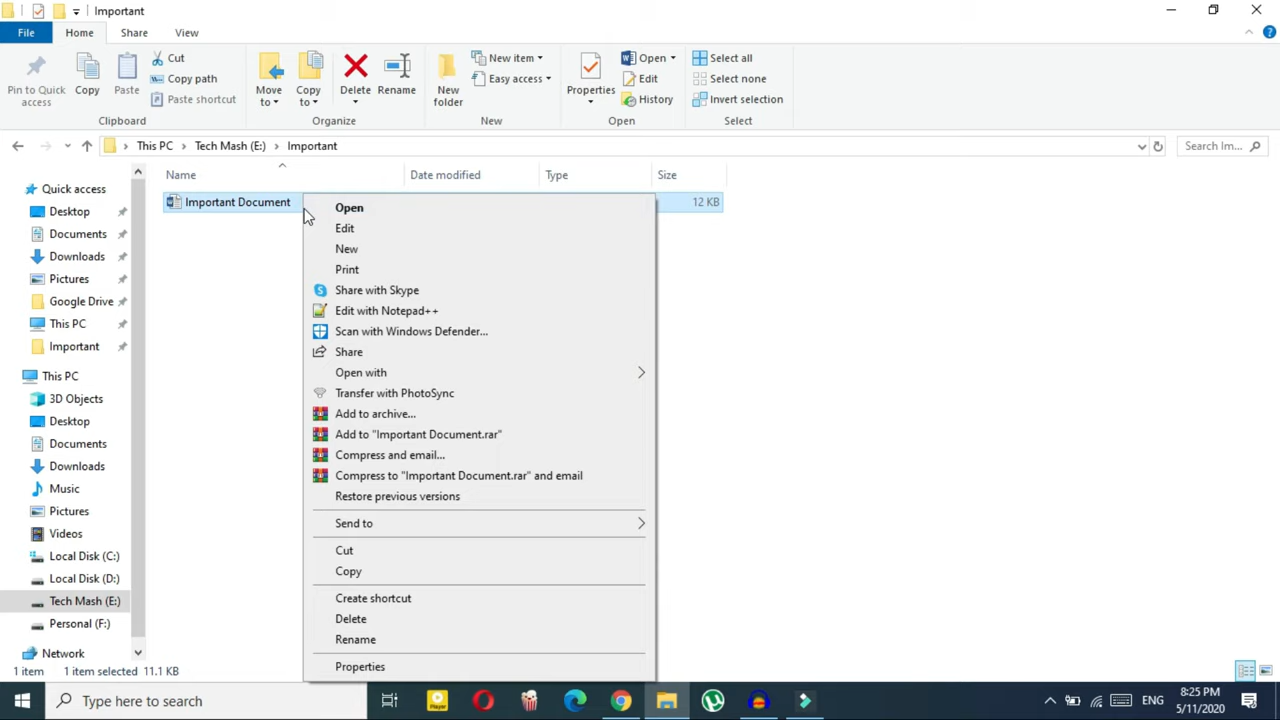 Important
File
Home
Share
View
Pin to Quick access
Copy
Paste
Cut
Copy path
Paste shortcut
Clipboard
Move to
Copy to
Delete
Rename
Organize
New folder
New item
Easy access
New
Properties
Open
Edit
History
Open
Select all
Select none
Invert selection
Select
This PC > Tech Mash (E:) > Important
Search Im...
Name
Date modified
Type
Size
Important Document
12 KB
Quick access
Desktop
Documents
Downloads
Pictures
Google Drive
This PC
Important
This PC
3D Objects
Desktop
Documents
Downloads
Music
Pictures
Videos
Local Disk (C:)
Local Disk (D:)
Tech Mash (E:)
Personal (F:)
Network
Open
Edit
New
Print
Share with Skype
Edit with Notepad++
Scan with Windows Defender...
Share
Open with
Transfer with PhotoSync
Add to archive...
Add to "Important Document.rar"
Compress and email...
Compress to "Important Document.rar" and email
Restore previous versions
Send to
Cut
Copy
Create shortcut
Delete
Rename
Properties
1 item
1 item selected 11.1 KB
Type here to search
Player
ENG
8:25 PM
5/11/2020